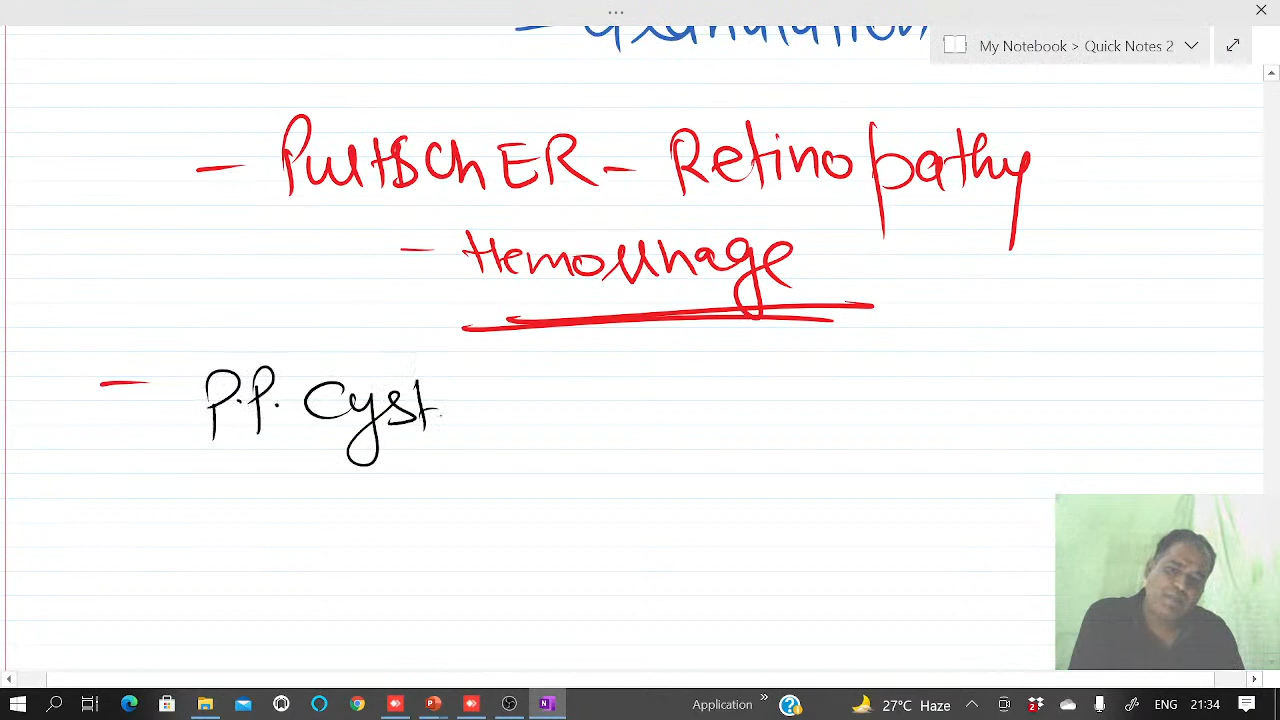 My Notebook > Quick Notes 2
- PURTSCHER - Retinopathy
- Hemorrhage
- P.P. Cyst
Application
27°C Haze
ENG
21:34